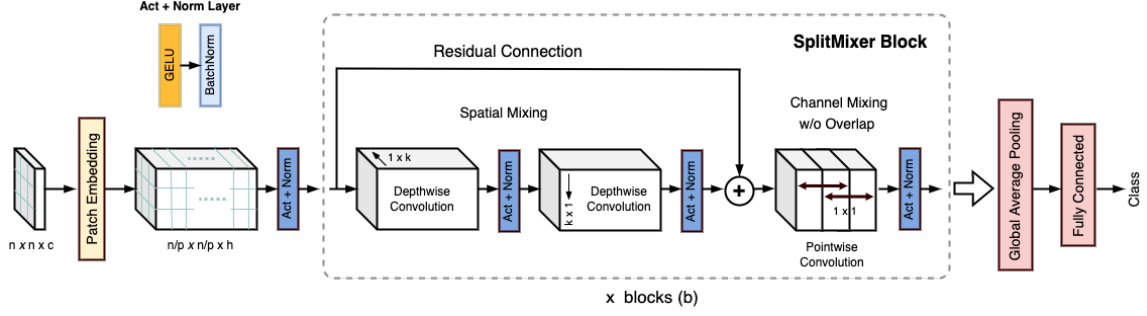 Act + Norm Layer
GELU
BatchNorm
SplitMixer Block
Residual Connection
Spatial Mixing
Channel Mixing
w/o Overlap
n x n x c
Patch Embedding
n/p x n/p x h
Act + Norm
1 x k
Depthwise
Convolution
Act + Norm
k x 1
Depthwise
Convolution
Act + Norm
+
1 x 1
Pointwise
Convolution
Act + Norm
Global Average Pooling
Fully Connected
Class
x blocks (b)